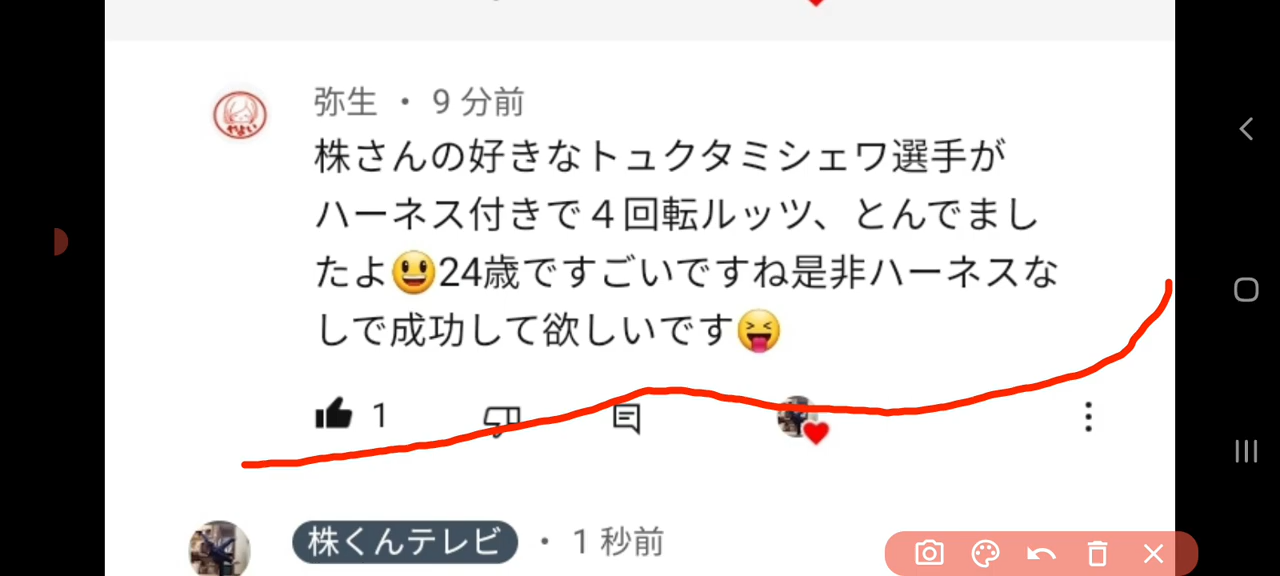 弥生 ・ 9 分前
株さんの好きなトュクタミシェワ選手が
ハーネス付きで４回転ルッツ、とんでまし
たよ😃24歳ですごいですね是非ハーネスな
しで成功して欲しいです😝
1
株くんテレビ ・ 1 秒前
やよい